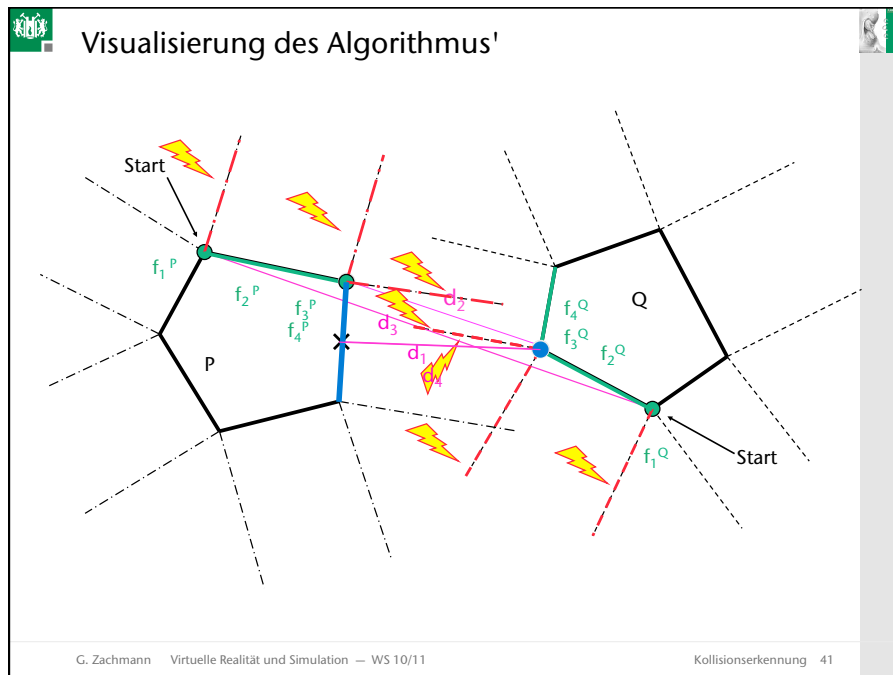 Visualisierung des Algorithmus'
Start
f₁ᴾ
f₂ᴾ
f₃ᴾ
f₄ᴾ
P
d₂
d₃
d₁
d₄
Q
f₄Q
f₃Q
f₂Q
f₁Q
Start
G. Zachmann Virtuelle Realität und Simulation — WS 10/11 Kollisionserkennung 41